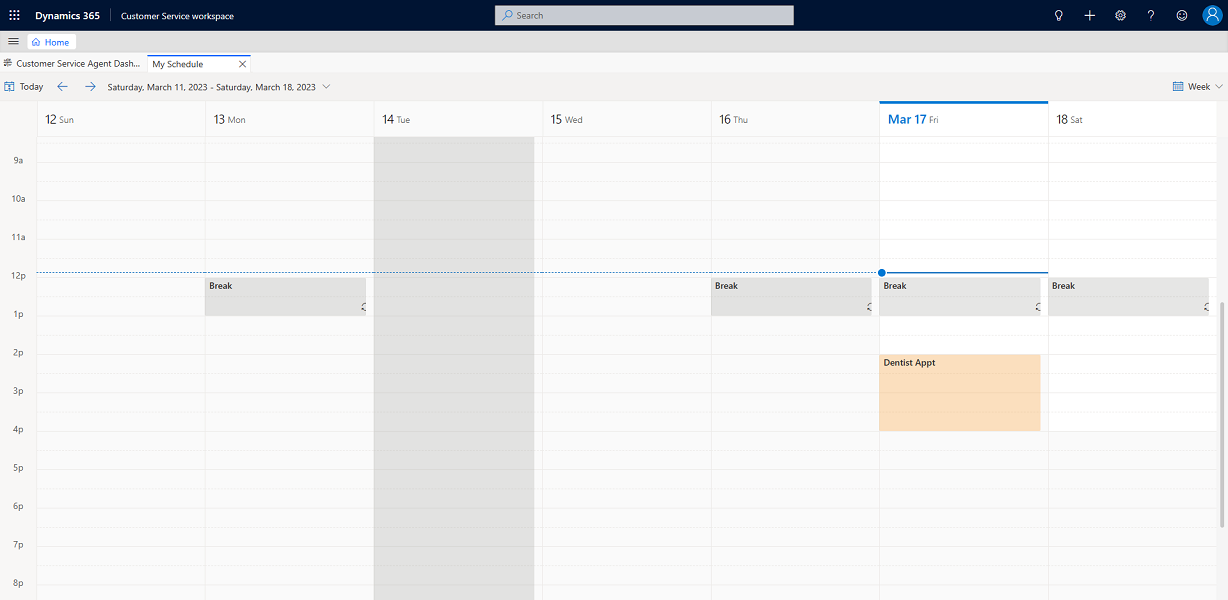 Dynamics 365 Customer Service workspace Search
Home
Customer Service Agent Dash... My Schedule
Today Saturday, March 11, 2023 - Saturday, March 18, 2023 Week
12 Sun 13 Mon 14 Tue 15 Wed 16 Thu Mar 17 Fri 18 Sat
9a
10a
11a
12p
Break Break Break Break
1p
2p
Dentist Appt
3p
4p
5p
6p
7p
8p